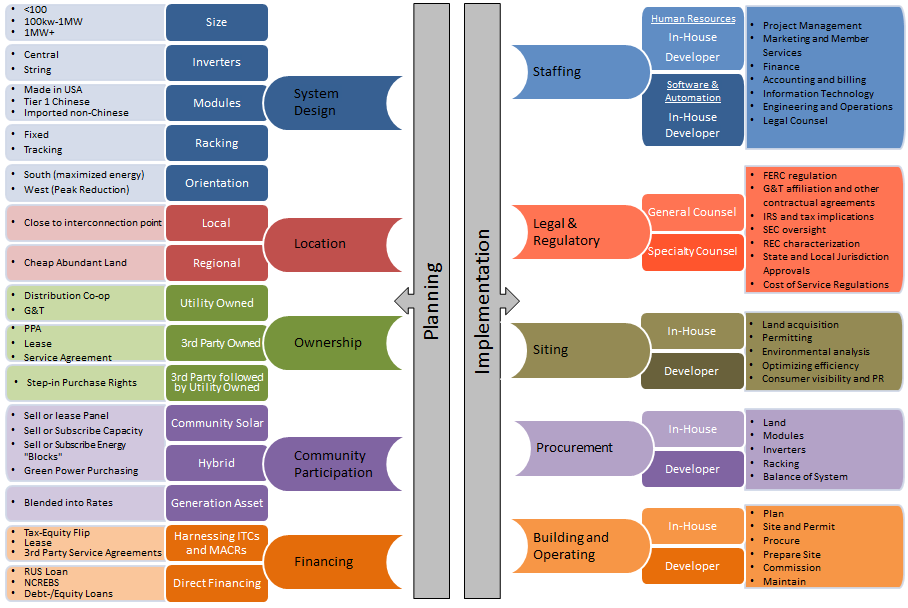 • <100
• 100kw-1MW
• 1MW+
Size
• Central
• String
Inverters
• Made in USA
• Tier 1 Chinese
• Imported non-Chinese
Modules
• Fixed
• Tracking
Racking
• South (maximized energy)
• West (Peak Reduction)
Orientation
System
Design
• Close to interconnection point
Local
• Cheap Abundant Land
Regional
Location
• Distribution Co-op
• G&T
Utility Owned
• PPA
• Lease
• Service Agreement
3rd Party Owned
• Step-in Purchase Rights
3rd Party followed
by Utility Owned
Ownership
• Sell or lease Panel
• Sell or Subscribe Capacity
• Sell or Subscribe Energy
"Blocks"
• Green Power Purchasing
Community Solar
Hybrid
• Blended into Rates
Generation Asset
Community
Participation
• Tax-Equity Flip
• Lease
• 3rd Party Service Agreements
Harnessing ITCs
and MACRs
• RUS Loan
• NCREBS
• Debt-/Equity Loans
Direct Financing
Financing
Planning
Implementation
Staffing
Human Resources
In-House
Developer
Software &
Automation
In-House
Developer
• Project Management
• Marketing and Member
Services
• Finance
• Accounting and billing
• Information Technology
• Engineering and Operations
• Legal Counsel
Legal &
Regulatory
General Counsel
Specialty Counsel
• FERC regulation
• G&T affiliation and other
contractual agreements
• IRS and tax implications
• SEC oversight
• REC characterization
• State and Local Jurisdiction
Approvals
• Cost of Service Regulations
Siting
In-House
Developer
• Land acquisition
• Permitting
• Environmental analysis
• Optimizing efficiency
• Consumer visibility and PR
Procurement
In-House
Developer
• Land
• Modules
• Inverters
• Racking
• Balance of System
Building and
Operating
In-House
Developer
• Plan
• Site and Permit
• Procure
• Prepare Site
• Commission
• Maintain